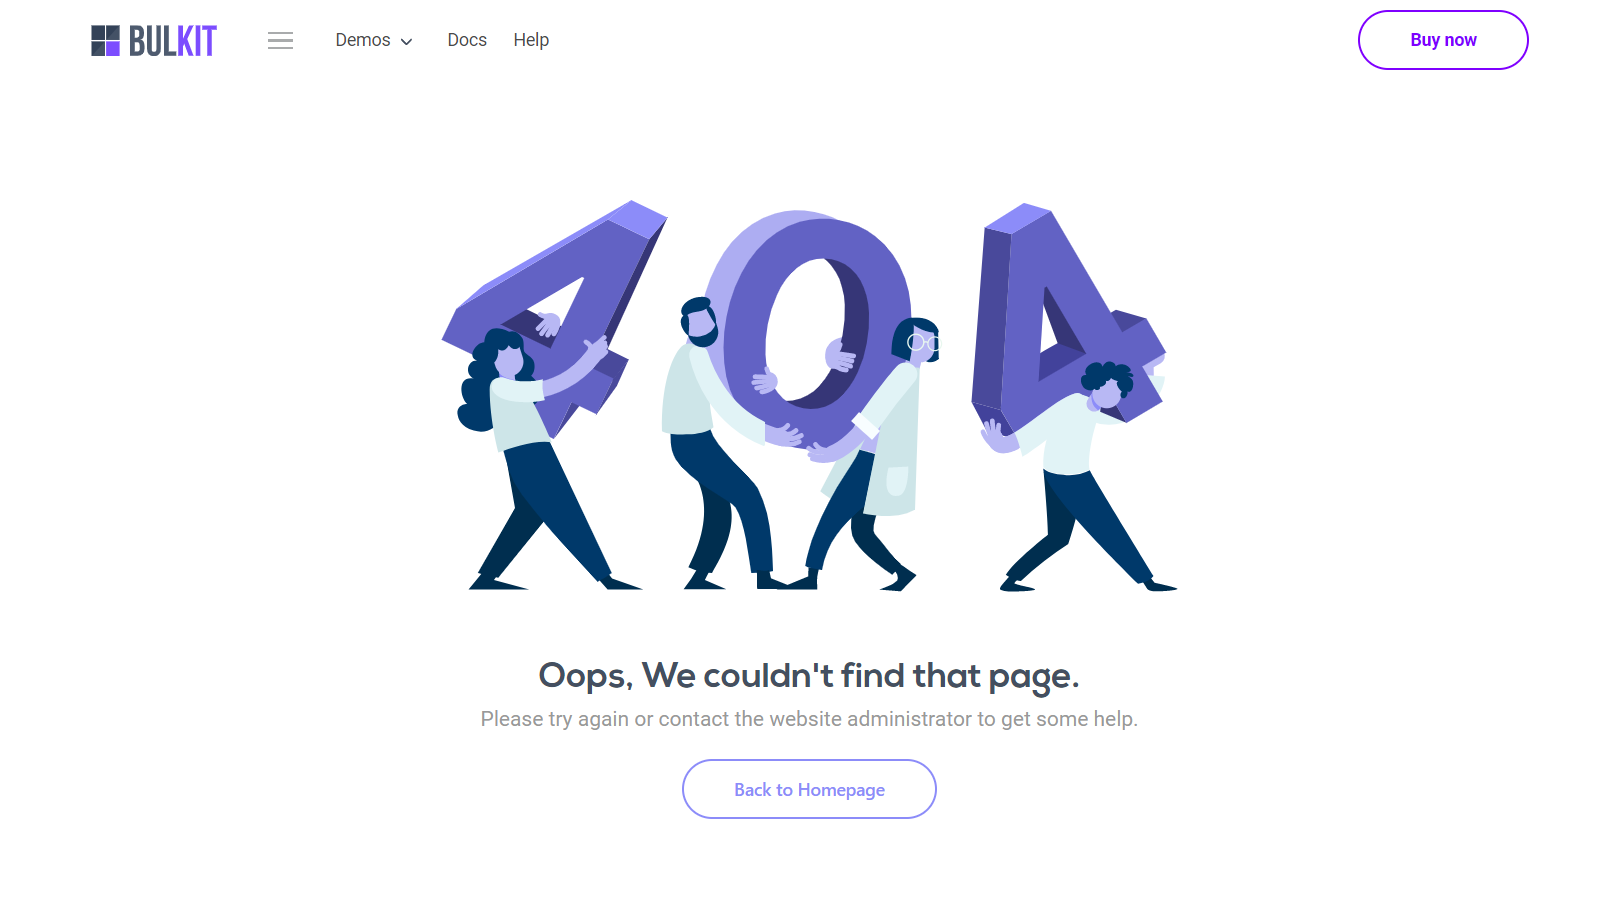 BULKIT
Demos
Docs
Help
Buy now
404
Oops, We couldn't find that page.
Please try again or contact the website administrator to get some help.
Back to Homepage